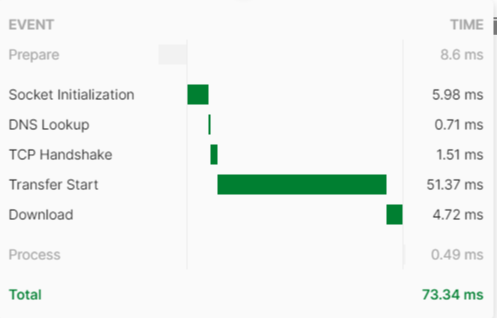 EVENT TIME
Prepare 8.6 ms
Socket Initialization 5.98 ms
DNS Lookup 0.71 ms
TCP Handshake 1.51 ms
Transfer Start 51.37 ms
Download 4.72 ms
Process 0.49 ms
Total 73.34 ms